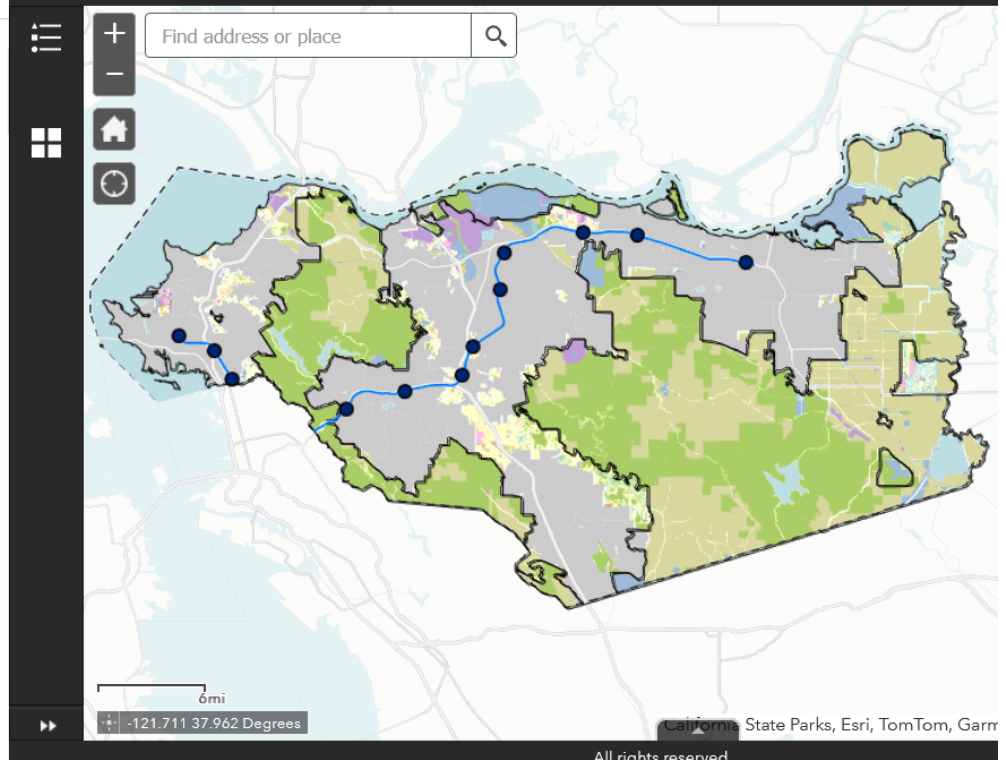 +
Find address or place
−
6mi
-121.711 37.962 Degrees
California State Parks, Esri, TomTom, Garm
All rights reserved